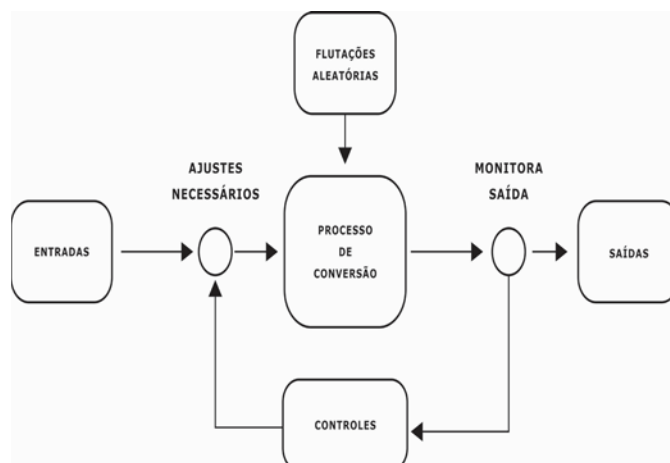 FLUTAÇÕES
ALEATÓRIAS
AJUSTES
NECESSÁRIOS
MONITORA
SAÍDA
ENTRADAS
PROCESSO
DE
CONVERSÃO
SAÍDAS
CONTROLES